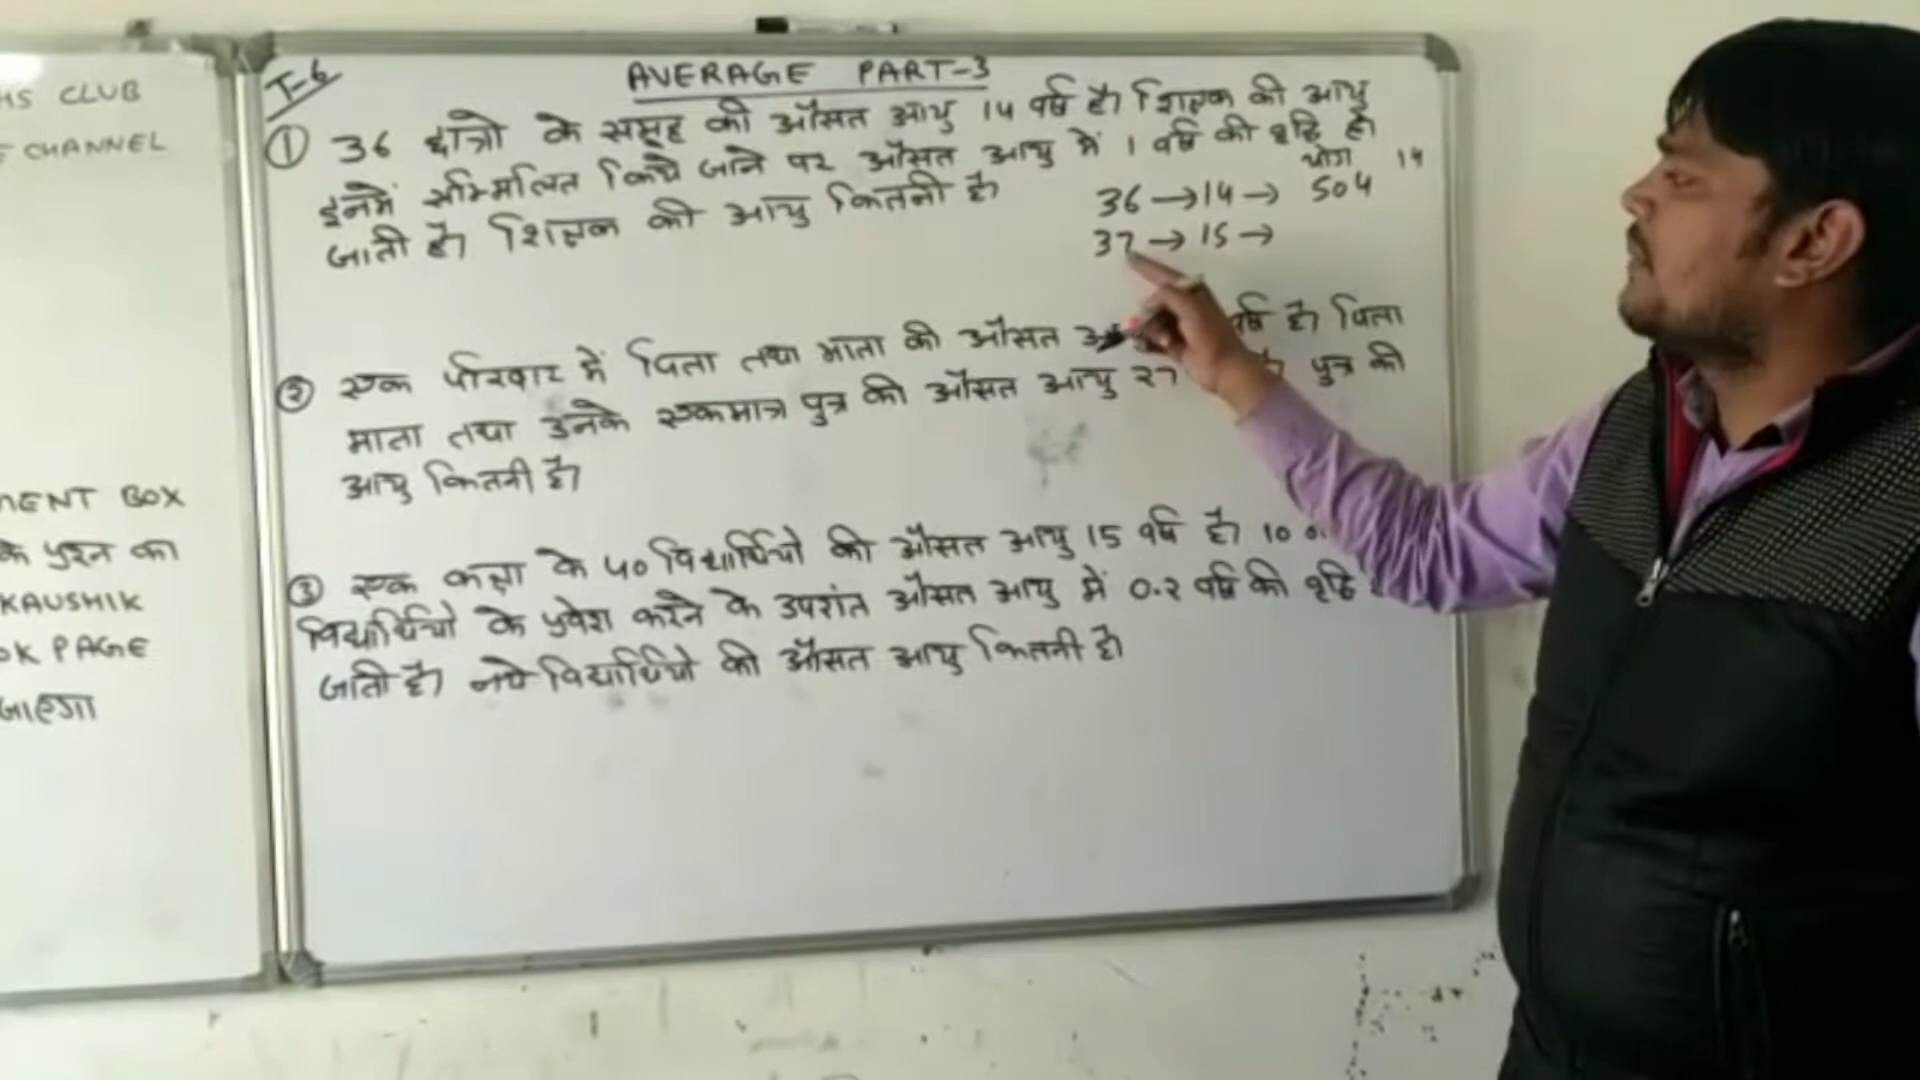 HS CLUB
CHANNEL
MENT BOX
के प्रश्न का
KAUSHIK
OK PAGE
जाएगा
T-6
AVERAGE PART-3
① 36 छात्रो के समूह की औसत आयु 14 वर्ष है। शिक्षक की आयु
इनमें सम्मिलित किये जाने पर औसत आयु में 1 वर्ष की वृद्धि हो
जाती है। शिक्षक की आयु कितनी है।
योग 14
36 → 14 → 504
37 → 15 →
② एक परिवार में पिता तथा माता की औसत वर्ष है। पिता
माता तथा उनके एकमात्र पुत्र की औसत आयु 27 पुत्र की
आयु कितनी है।
③ एक कक्षा के 40 विद्यार्थियो की औसत आयु 15 वर्ष है। 10
विद्यार्थियो के प्रवेश करने के उपरांत औसत आयु में 0.2 वर्ष की वृद्धि
जाती है। नये विद्यार्थियो की औसत आयु कितनी है।